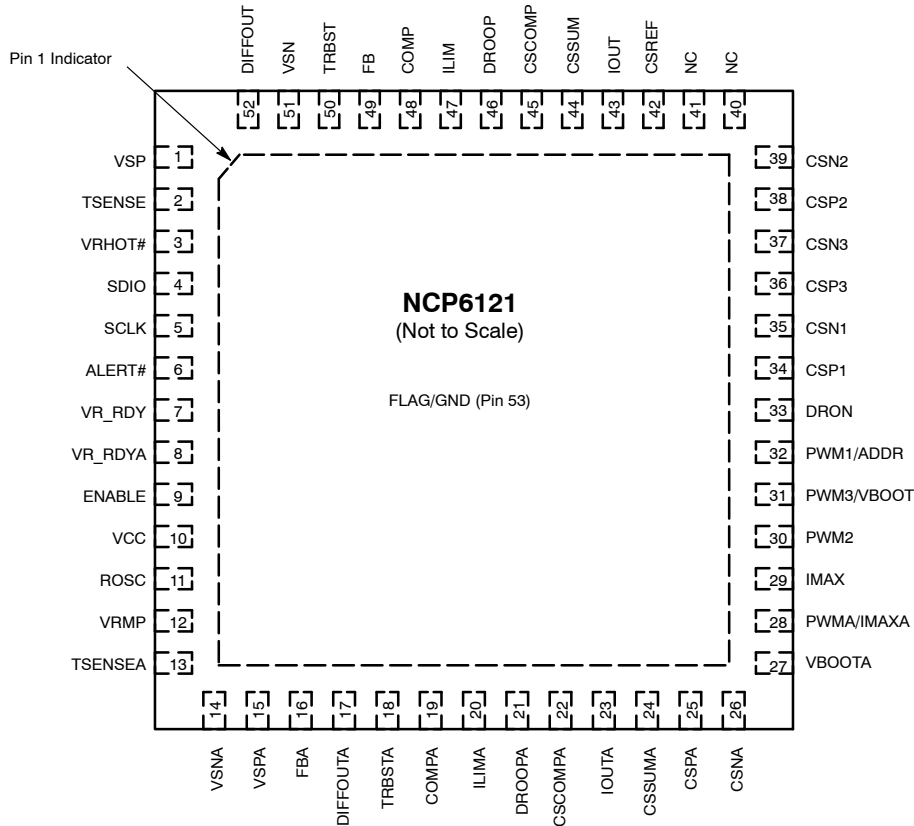 DIFFOUT
VSN
TRBST
FB
COMP
ILIM
DROOP
CSCOMP
CSSUM
IOUT
CSREF
NC
NC
Pin 1 Indicator
52
51
50
49
48
47
46
45
44
43
42
41
40
VSP 1
TSENSE 2
VRHOT# 3
SDIO 4
SCLK 5
ALERT# 6
VR_RDY 7
VR_RDYA 8
ENABLE 9
VCC 10
ROSC 11
VRMP 12
TSENSEA 13
NCP6121
(Not to Scale)
FLAG/GND (Pin 53)
39 CSN2
38 CSP2
37 CSN3
36 CSP3
35 CSN1
34 CSP1
33 DRON
32 PWM1/ADDR
31 PWM3/VBOOT
30 PWM2
29 IMAX
28 PWMA/IMAXA
27 VBOOTA
14
15
16
17
18
19
20
21
22
23
24
25
26
VSNA
VSPA
FBA
DIFFOUTA
TRBSTA
COMPA
ILIMA
DROOPA
CSCOMPA
IOUTA
CSSUMA
CSPA
CSNA